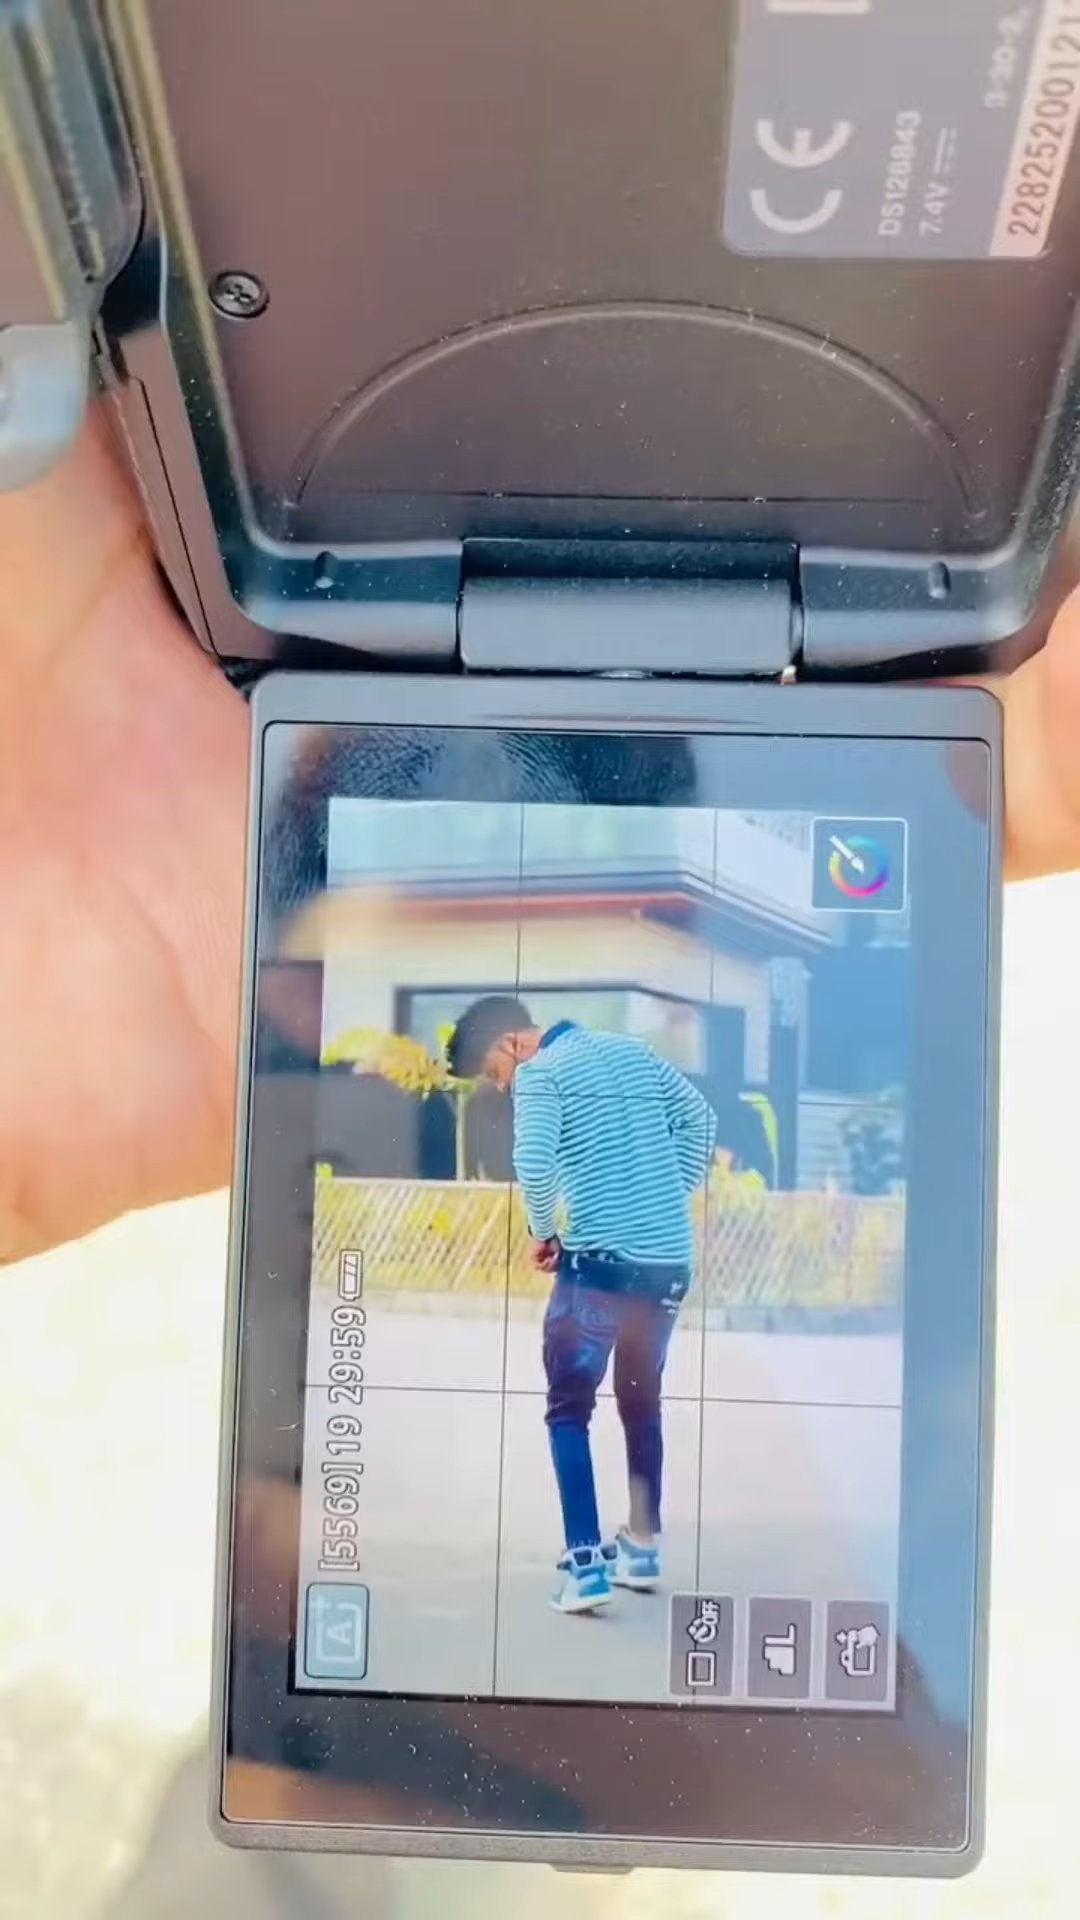 CE
DS126843
7.4V
22825200121
[5569] 19 29:59
A+
OFF
L